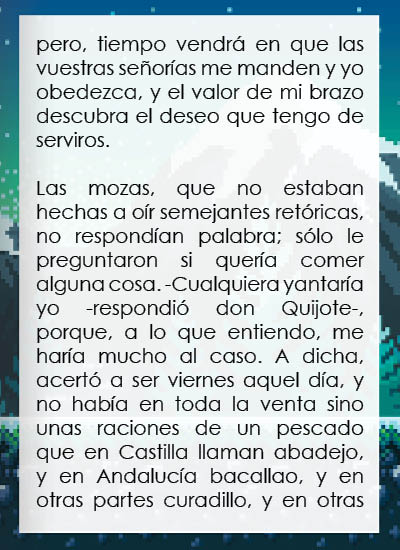 pero, tiempo vendrá en que las
vuestras señorías me manden y yo
obedezca, y el valor de mi brazo
descubra el deseo que tengo de
serviros.
Las mozas, que no estaban
hechas a oír semejantes retóricas,
no respondían palabra; sólo le
preguntaron si quería comer
alguna cosa. -Cualquiera yantaría
yo -respondió don Quijote-,
porque, a lo que entiendo, me
haría mucho al caso. A dicha,
acertó a ser viernes aquel día, y
no había en toda la venta sino
unas raciones de un pescado
que en Castilla llaman abadejo,
y en Andalucía bacallao, y en
otras partes curadillo, y en otras